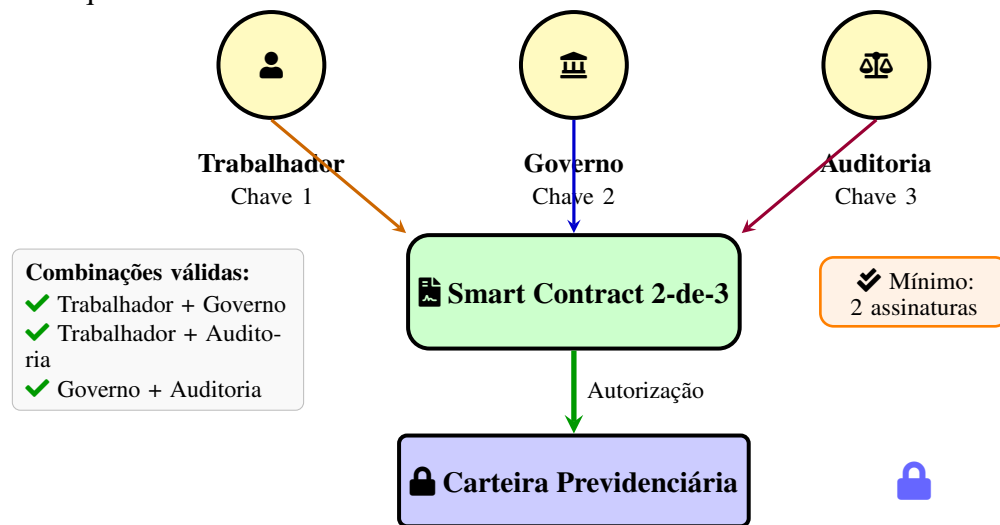 Trabalhador
Chave 1
Governo
Chave 2
Auditoria
Chave 3
Combinações válidas:
Trabalhador + Governo
Trabalhador + Audito-
ria
Governo + Auditoria
Smart Contract 2-de-3
Mínimo:
2 assinaturas
Autorização
Carteira Previdenciária